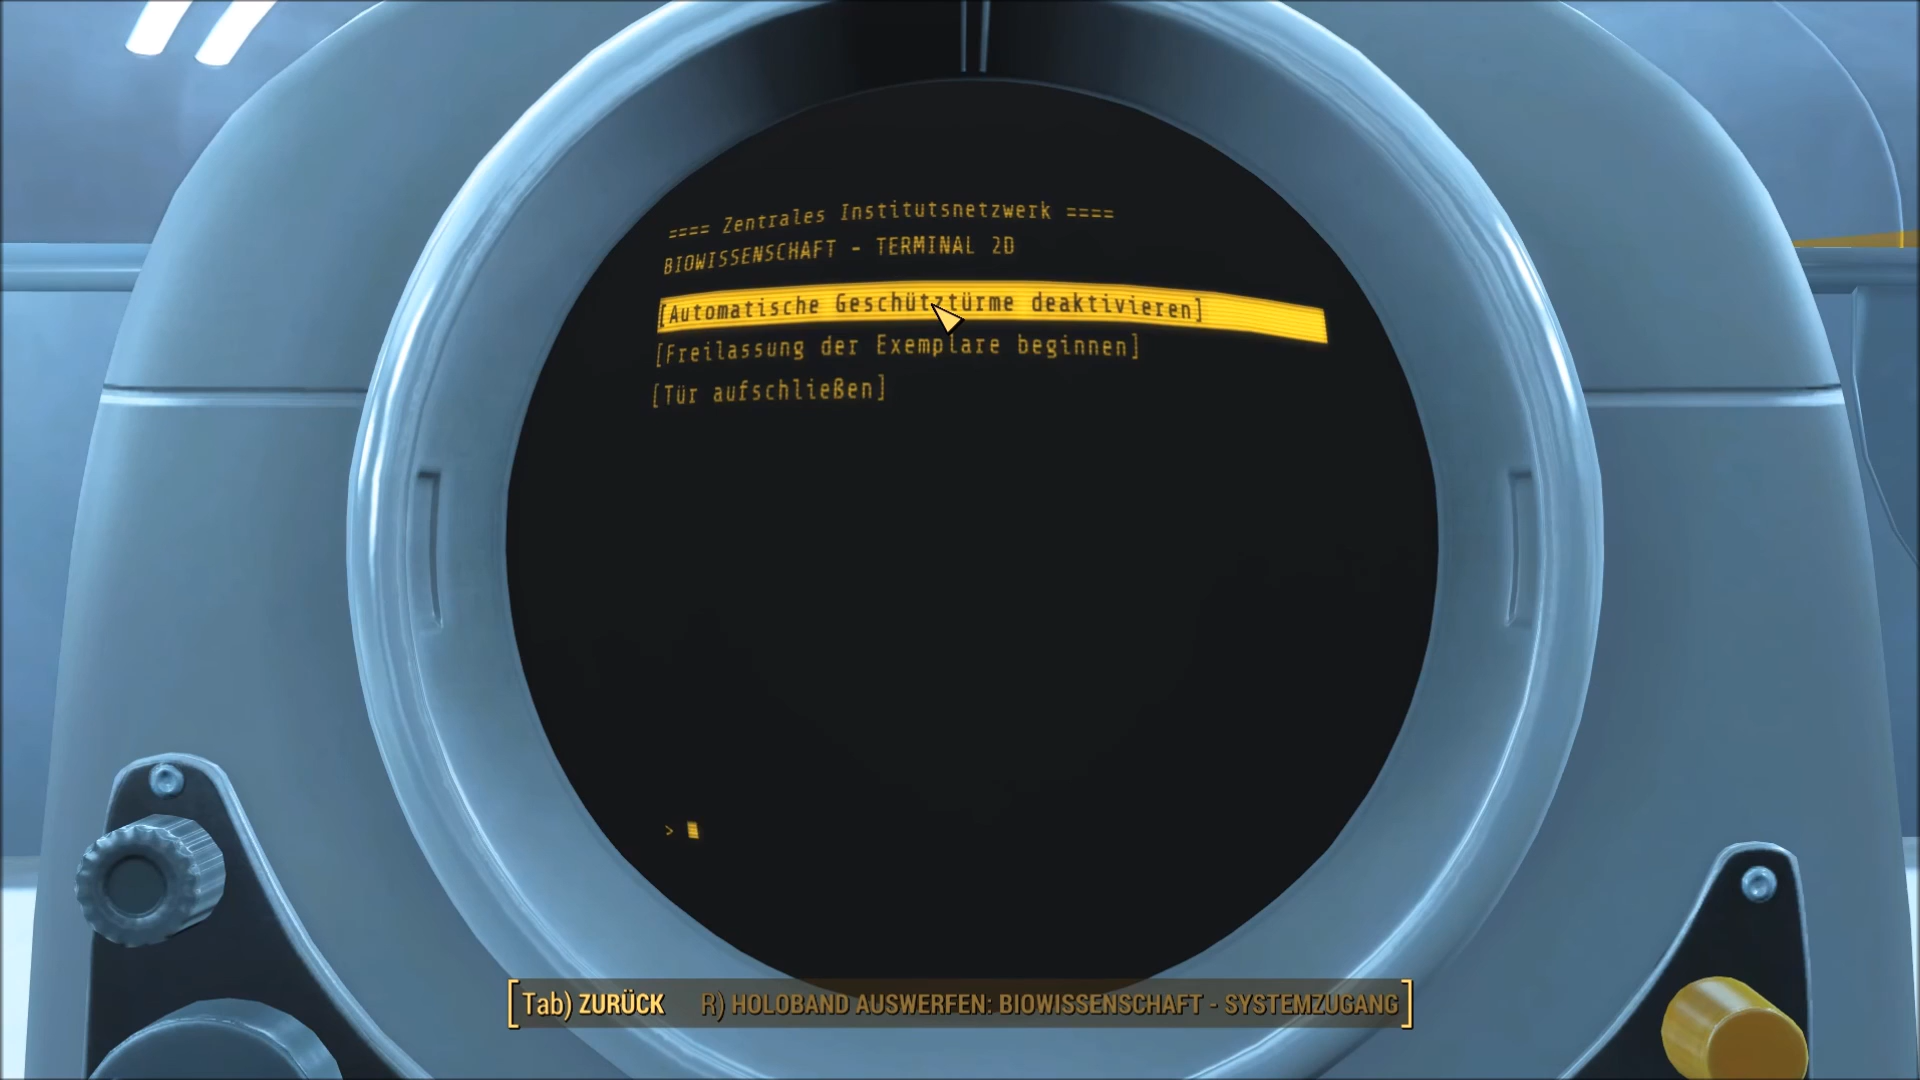 ==== Zentrales Institutsnetzwerk ====
BIOWISSENSCHAFT - TERMINAL 2D
[Automatische Geschütztürme deaktivieren]
[Freilassung der Exemplare beginnen]
[Tür aufschließen]
>
[Tab) ZURÜCK R) HOLOBAND AUSWERFEN: BIOWISSENSCHAFT - SYSTEMZUGANG]